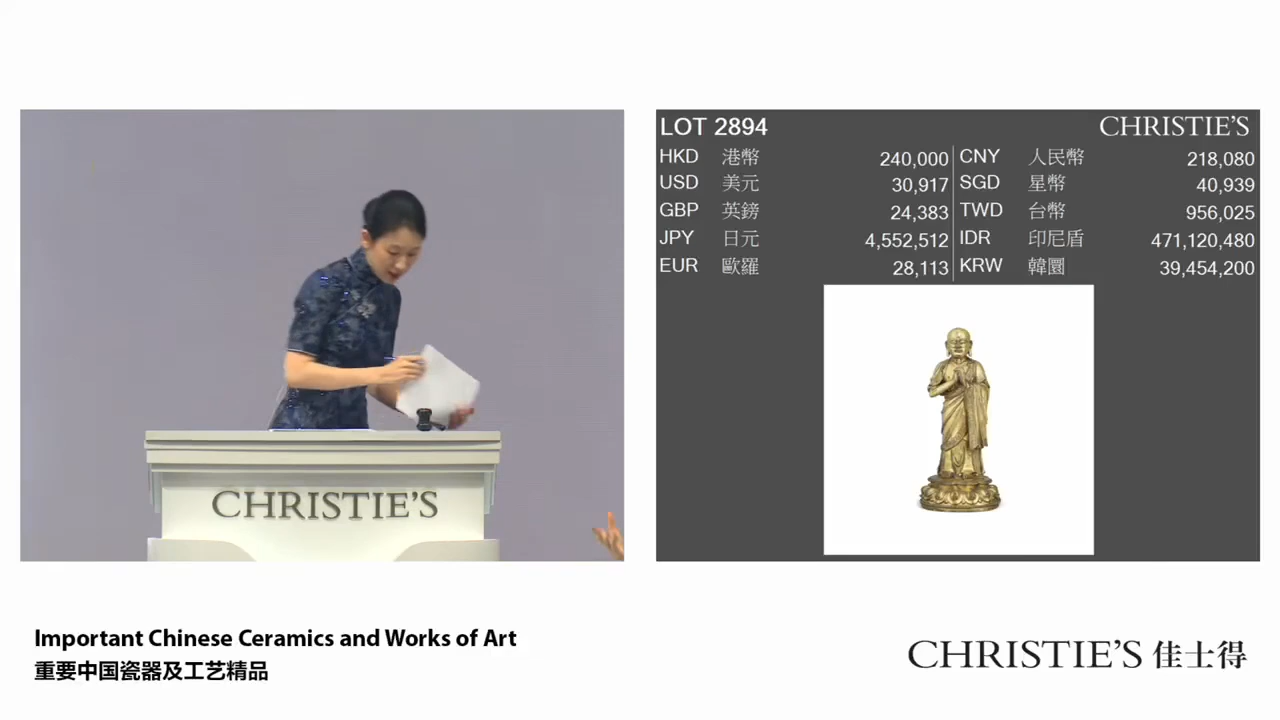 LOT 2894 CHRISTIE'S
HKD 港幣 240,000 CNY 人民幣 218,080
USD 美元 30,917 SGD 星幣 40,939
GBP 英鎊 24,383 TWD 台幣 956,025
JPY 日元 4,552,512 IDR 印尼盾 471,120,480
EUR 歐羅 28,113 KRW 韓圜 39,454,200
CHRISTIE'S
Important Chinese Ceramics and Works of Art
重要中国瓷器及工艺精品
CHRISTIE'S 佳士得